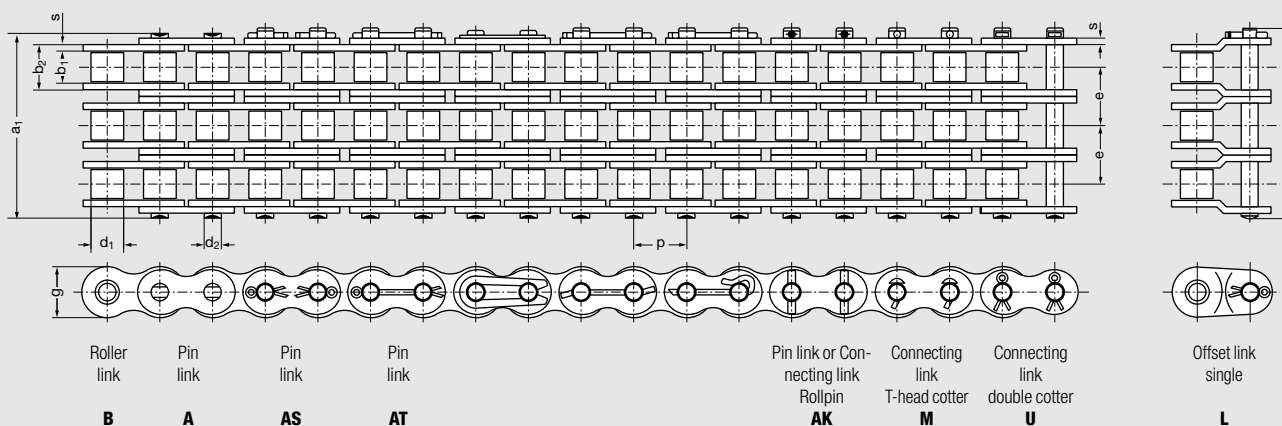 s
s
b₂
b₁
a₁
e
e
d₁
d₂
p
g
Roller
link
B
Pin
link
A
Pin
link
AS
Pin
link
AT
Pin link or Con-
necting link
Rollpin
AK
Connecting
link
T-head cotter
M
Connecting
link
double cotter
U
Offset link
single
L